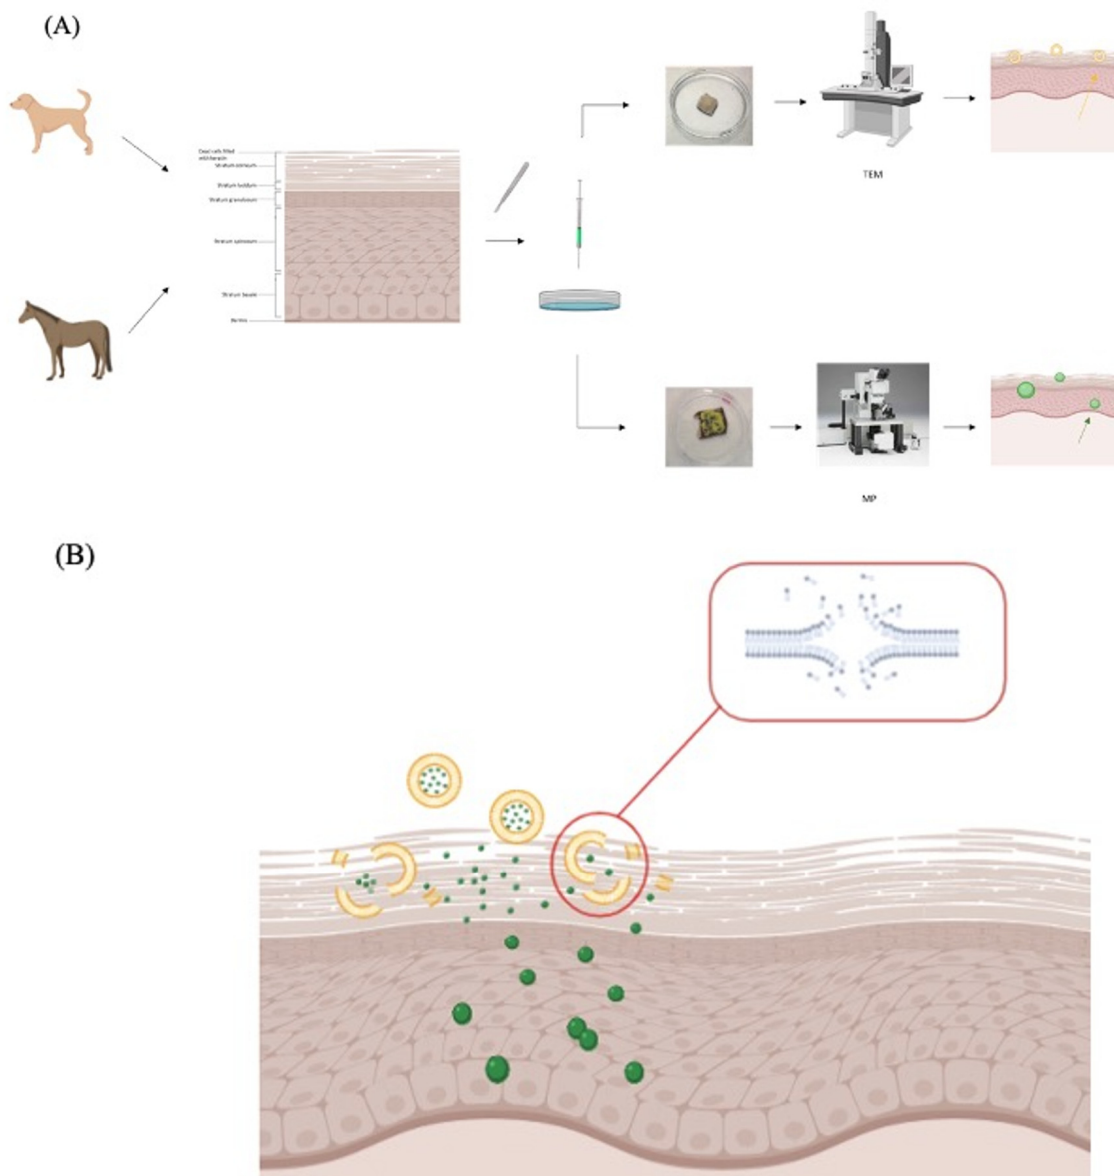 (A)
Dead cells filled
with keratin
Stratum corneum
Stratum lucidum
Stratum granulosum
Stratum spinosum
Stratum basale
Dermis
TEM
MP
(B)